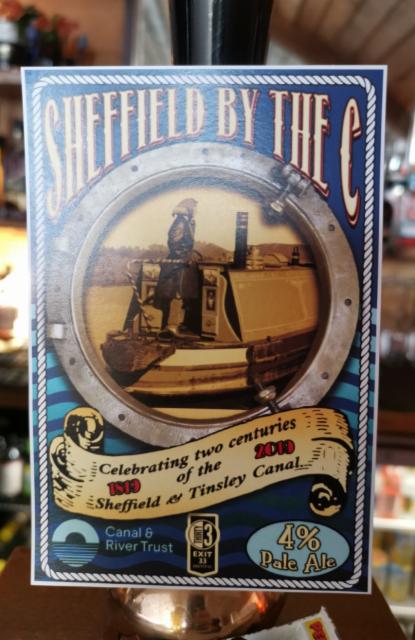 SHEFFIELD BY THE C
Celebrating two centuries
1819 of the 2019
Sheffield & Tinsley Canal
Canal &
River Trust
3
EXIT
33
4%
Pale Ale